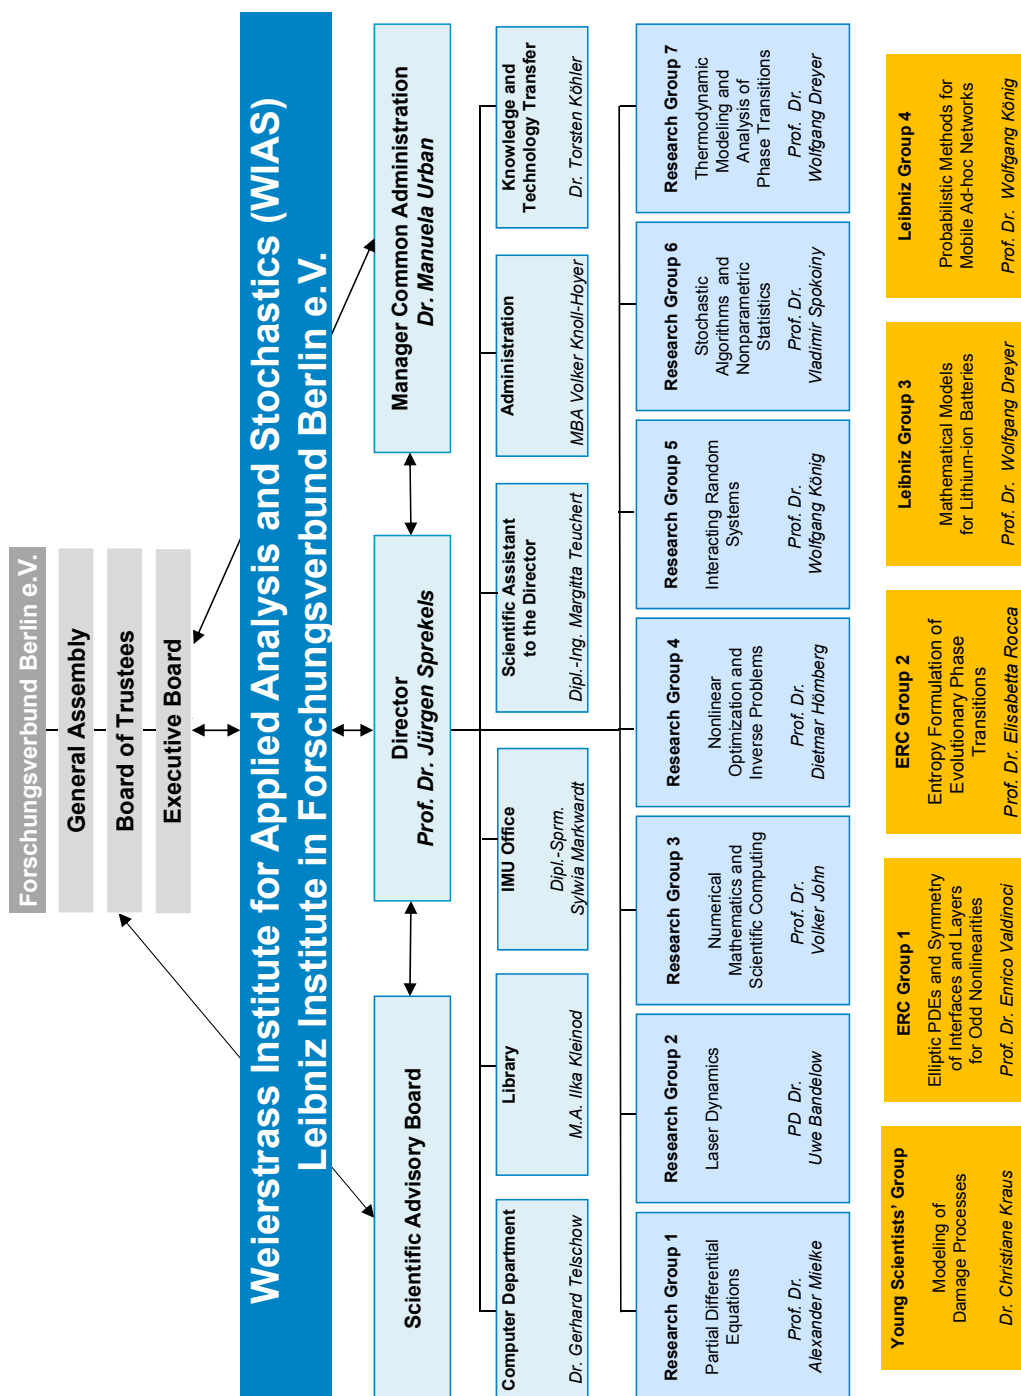 Forschungsverbund Berlin e.V.
General Assembly
Board of Trustees
Executive Board
Weierstrass Institute for Applied Analysis and Stochastics (WIAS)
Leibniz Institute in Forschungsverbund Berlin e.V.
Scientific Advisory Board
Director
Prof. Dr. Jürgen Sprekels
Manager Common Administration
Dr. Manuela Urban
Computer Department
Dr. Gerhard Telschow
Library
M.A. Ilka Kleinod
IMU Office
Dipl.-Sprm.
Sylwia Markwardt
Scientific Assistant
to the Director
Dipl.-Ing. Margitta Teuchert
Administration
MBA Volker Knoll-Hoyer
Knowledge and
Technology Transfer
Dr. Torsten Köhler
Research Group 1
Partial Differential
Equations
Prof. Dr.
Alexander Mielke
Research Group 2
Laser Dynamics
PD Dr.
Uwe Bandelow
Research Group 3
Numerical
Mathematics and
Scientific Computing
Prof. Dr.
Volker John
Research Group 4
Nonlinear
Optimization and
Inverse Problems
Prof. Dr.
Dietmar Hömberg
Research Group 5
Interacting Random
Systems
Prof. Dr.
Wolfgang König
Research Group 6
Stochastic
Algorithms and
Nonparametric
Statistics
Prof. Dr.
Vladimir Spokoiny
Research Group 7
Thermodynamic
Modeling and
Analysis of
Phase Transitions
Prof. Dr.
Wolfgang Dreyer
Young Scientists' Group
Modeling of
Damage Processes
Dr. Christiane Kraus
ERC Group 1
Elliptic PDEs and Symmetry
of Interfaces and Layers
for Odd Nonlinearities
Prof. Dr. Enrico Valdinoci
ERC Group 2
Entropy Formulation of
Evolutionary Phase
Transitions
Prof. Dr. Elisabetta Rocca
Leibniz Group 3
Mathematical Models
for Lithium-ion Batteries
Prof. Dr. Wolfgang Dreyer
Leibniz Group 4
Probabilistic Methods for
Mobile Ad-hoc Networks
Prof. Dr. Wolfgang König